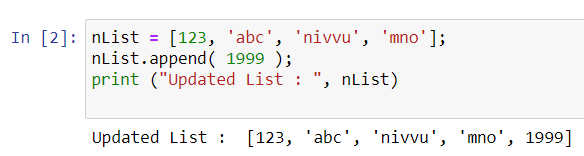 In [2]: nList = [123, 'abc', 'nivvu', 'mno'];
nList.append( 1999 );
print ("Updated List : ", nList)
Updated List :  [123, 'abc', 'nivvu', 'mno', 1999]